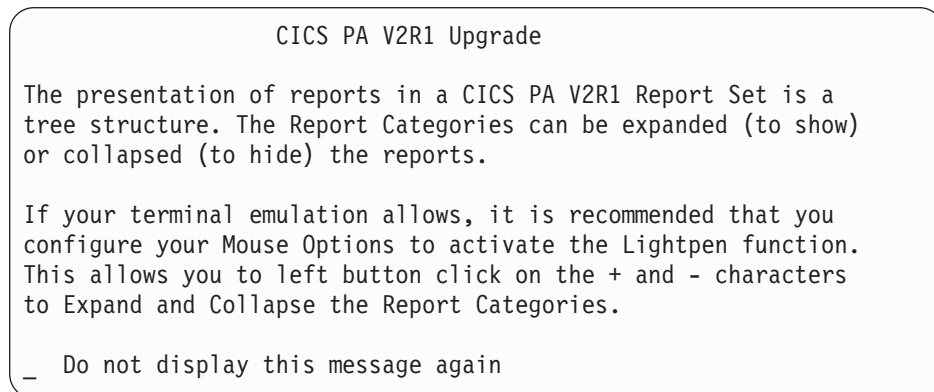 CICS PA V2R1 Upgrade
The presentation of reports in a CICS PA V2R1 Report Set is a
tree structure. The Report Categories can be expanded (to show)
or collapsed (to hide) the reports.
If your terminal emulation allows, it is recommended that you
configure your Mouse Options to activate the Lightpen function.
This allows you to left button click on the + and - characters
to Expand and Collapse the Report Categories.
_ Do not display this message again